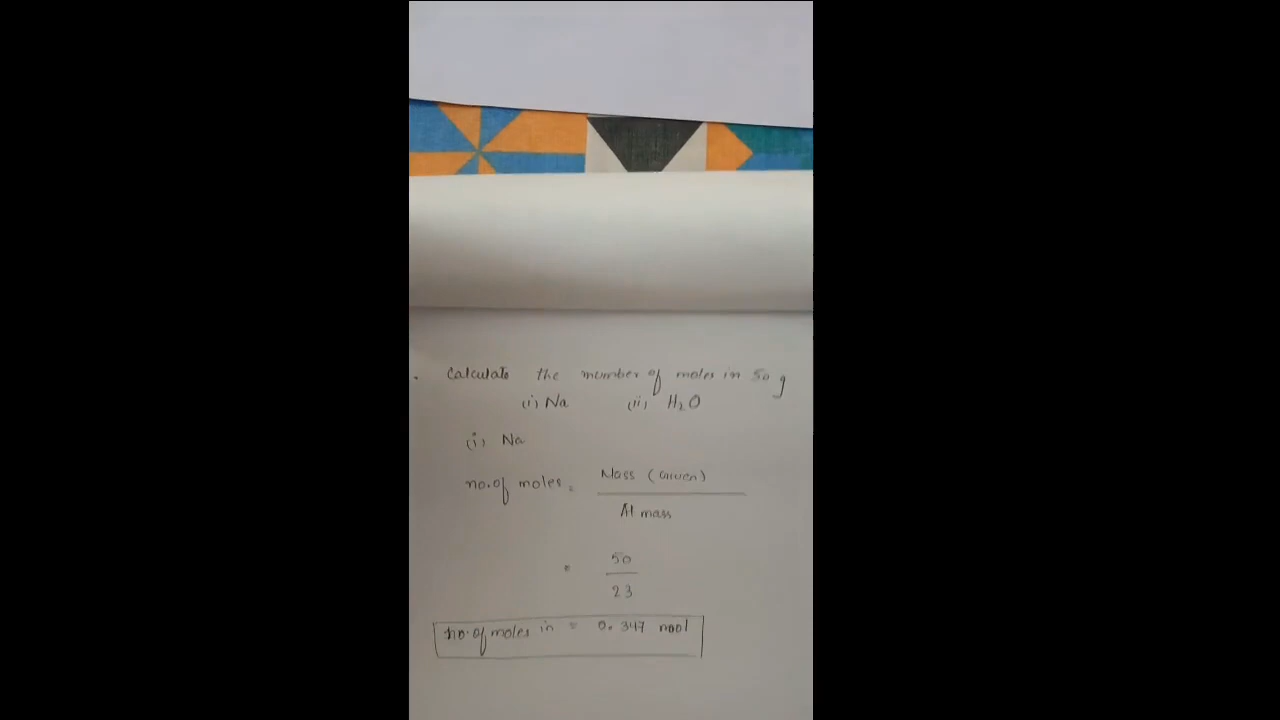 . Calculate the number of moles in 50 g
(i) Na (ii) H₂O
(i) Na
no.of moles = Mass (Given)
At mass
= 50
23
no.of moles in = 0.347 mol